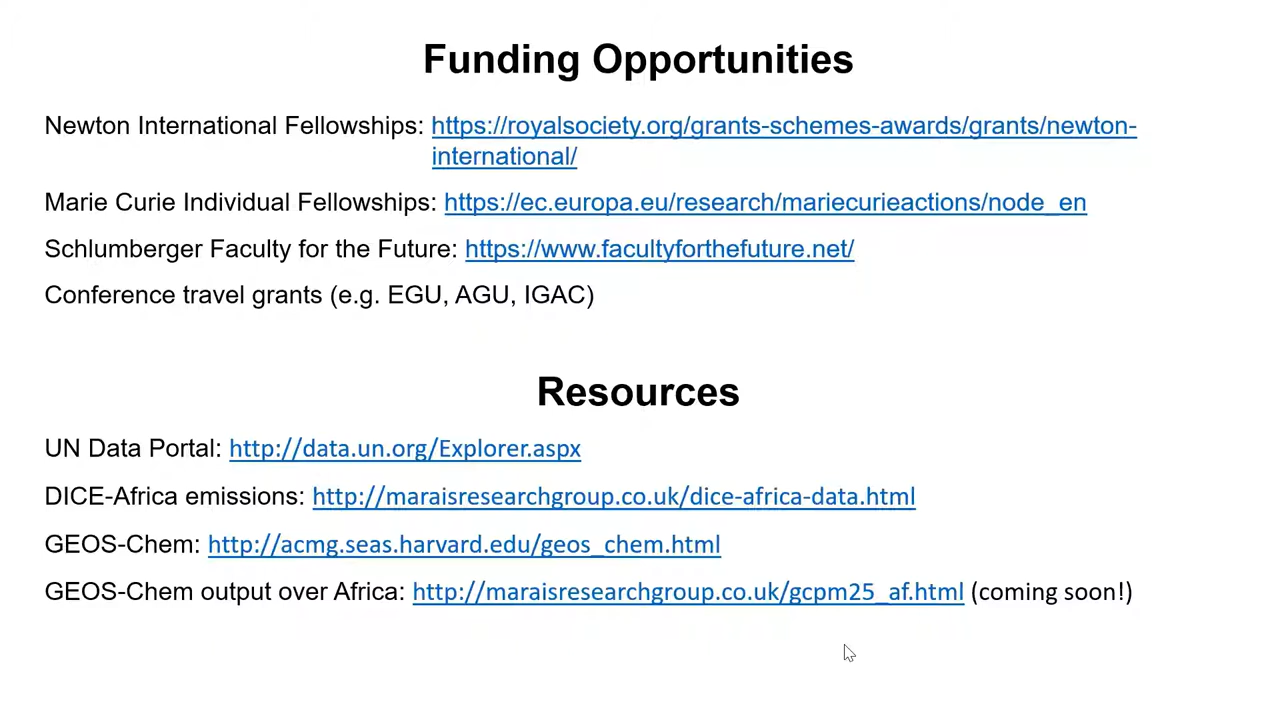 Funding Opportunities
Newton International Fellowships: https://royalsociety.org/grants-schemes-awards/grants/newton-
international/
Marie Curie Individual Fellowships: https://ec.europa.eu/research/mariecurieactions/node_en
Schlumberger Faculty for the Future: https://www.facultyforthefuture.net/
Conference travel grants (e.g. EGU, AGU, IGAC)
Resources
UN Data Portal: http://data.un.org/Explorer.aspx
DICE-Africa emissions: http://maraisresearchgroup.co.uk/dice-africa-data.html
GEOS-Chem: http://acmg.seas.harvard.edu/geos_chem.html
GEOS-Chem output over Africa: http://maraisresearchgroup.co.uk/gcpm25_af.html (coming soon!)